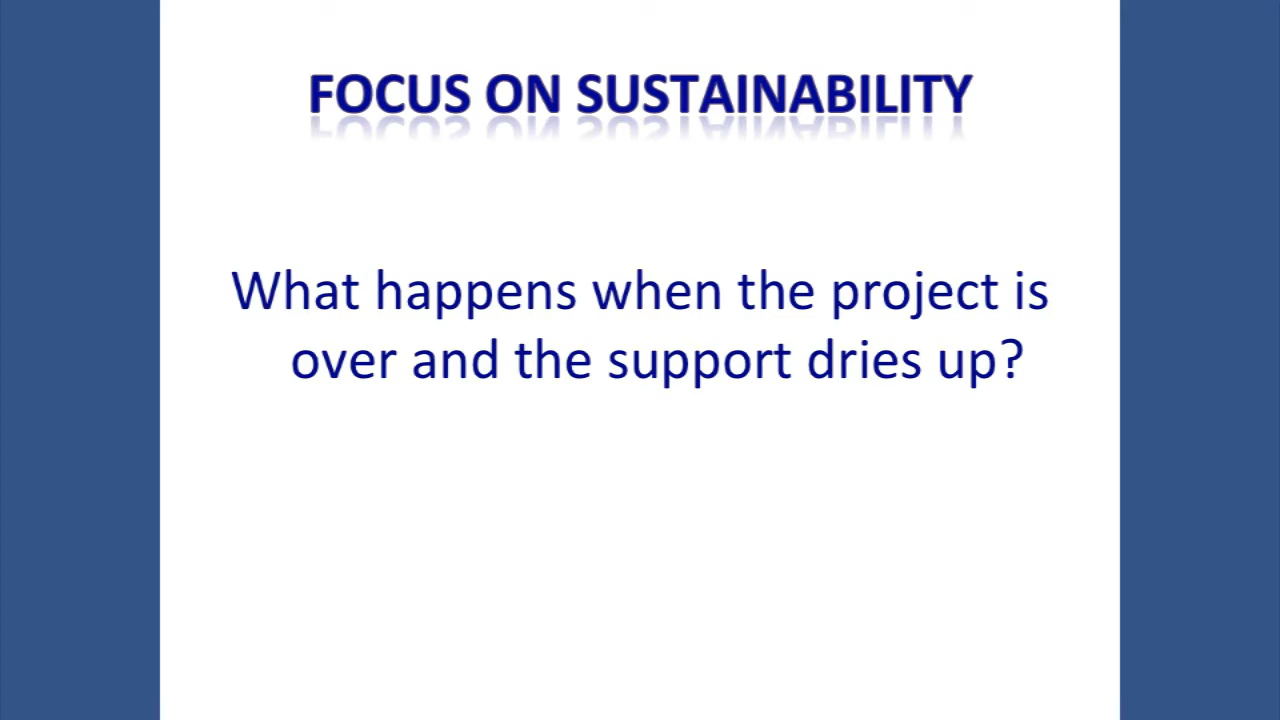 FOCUS ON SUSTAINABILITY
What happens when the project is
over and the support dries up?